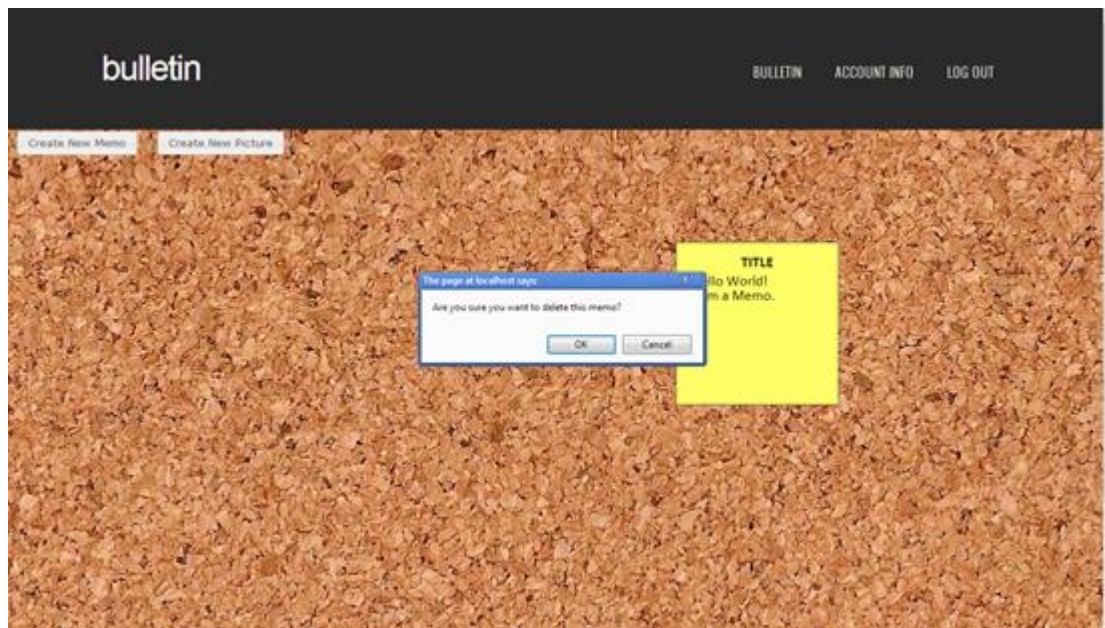 bulletin
BULLETIN ACCOUNT INFO LOG OUT
Create New Memo Create New Picture
TITLE
The page at localhost says:
llo World!
Are you sure you want to delete this memo?
m a Memo.
OK Cancel